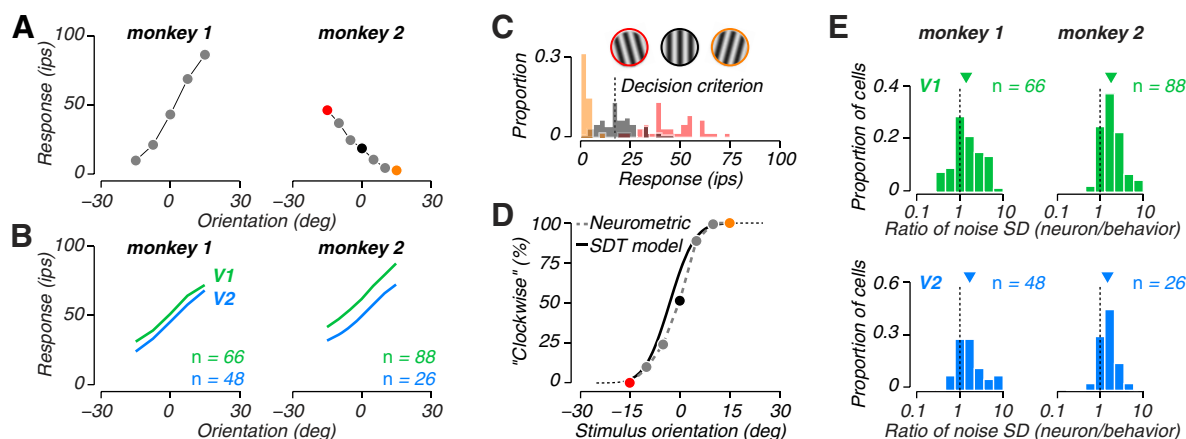 A
monkey 1
monkey 2
Response (ips)
100
50
0
−30
0
30
−30
0
30
Orientation (deg)
B
monkey 1
monkey 2
Response (ips)
100
50
0
V1
V2
n = 66
n = 48
n = 88
n = 26
−30
0
30
−30
0
30
Orientation (deg)
C
Proportion
0.3
0
Decision criterion
0
25
50
75
100
Response (ips)
D
"Clockwise" (%)
100
75
50
25
0
Neurometric
SDT model
−30
−15
0
15
30
Stimulus orientation (deg)
E
monkey 1
monkey 2
Proportion of cells
0.4
0.2
0
V1
n = 66
n = 88
0.1
1
10
0.1
1
10
Ratio of noise SD (neuron/behavior)
Proportion of cells
0.6
0.3
0
V2
n = 48
n = 26
0.1
1
10
0.1
1
10
Ratio of noise SD (neuron/behavior)